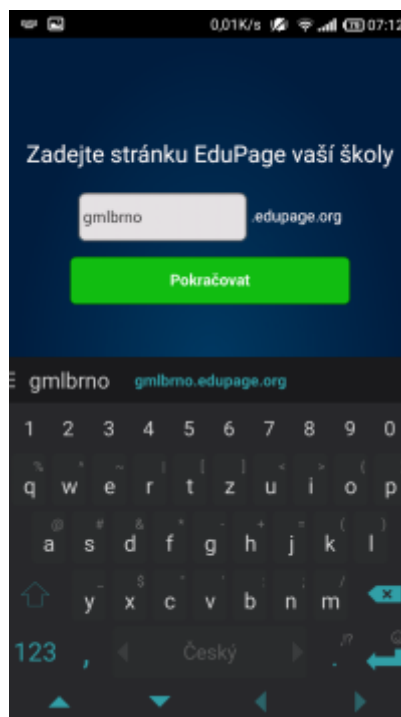 0,01K/s 78 07:12
Zadejte stránku EduPage vaší školy
gmlbrno .edupage.org
Pokračovat
gmlbrno gmlbrno.edupage.org
1 2 3 4 5 6 7 8 9 0
q w e r t z u i o p
a s d f g h j k l
y x c v b n m
123 , Český . ,!?